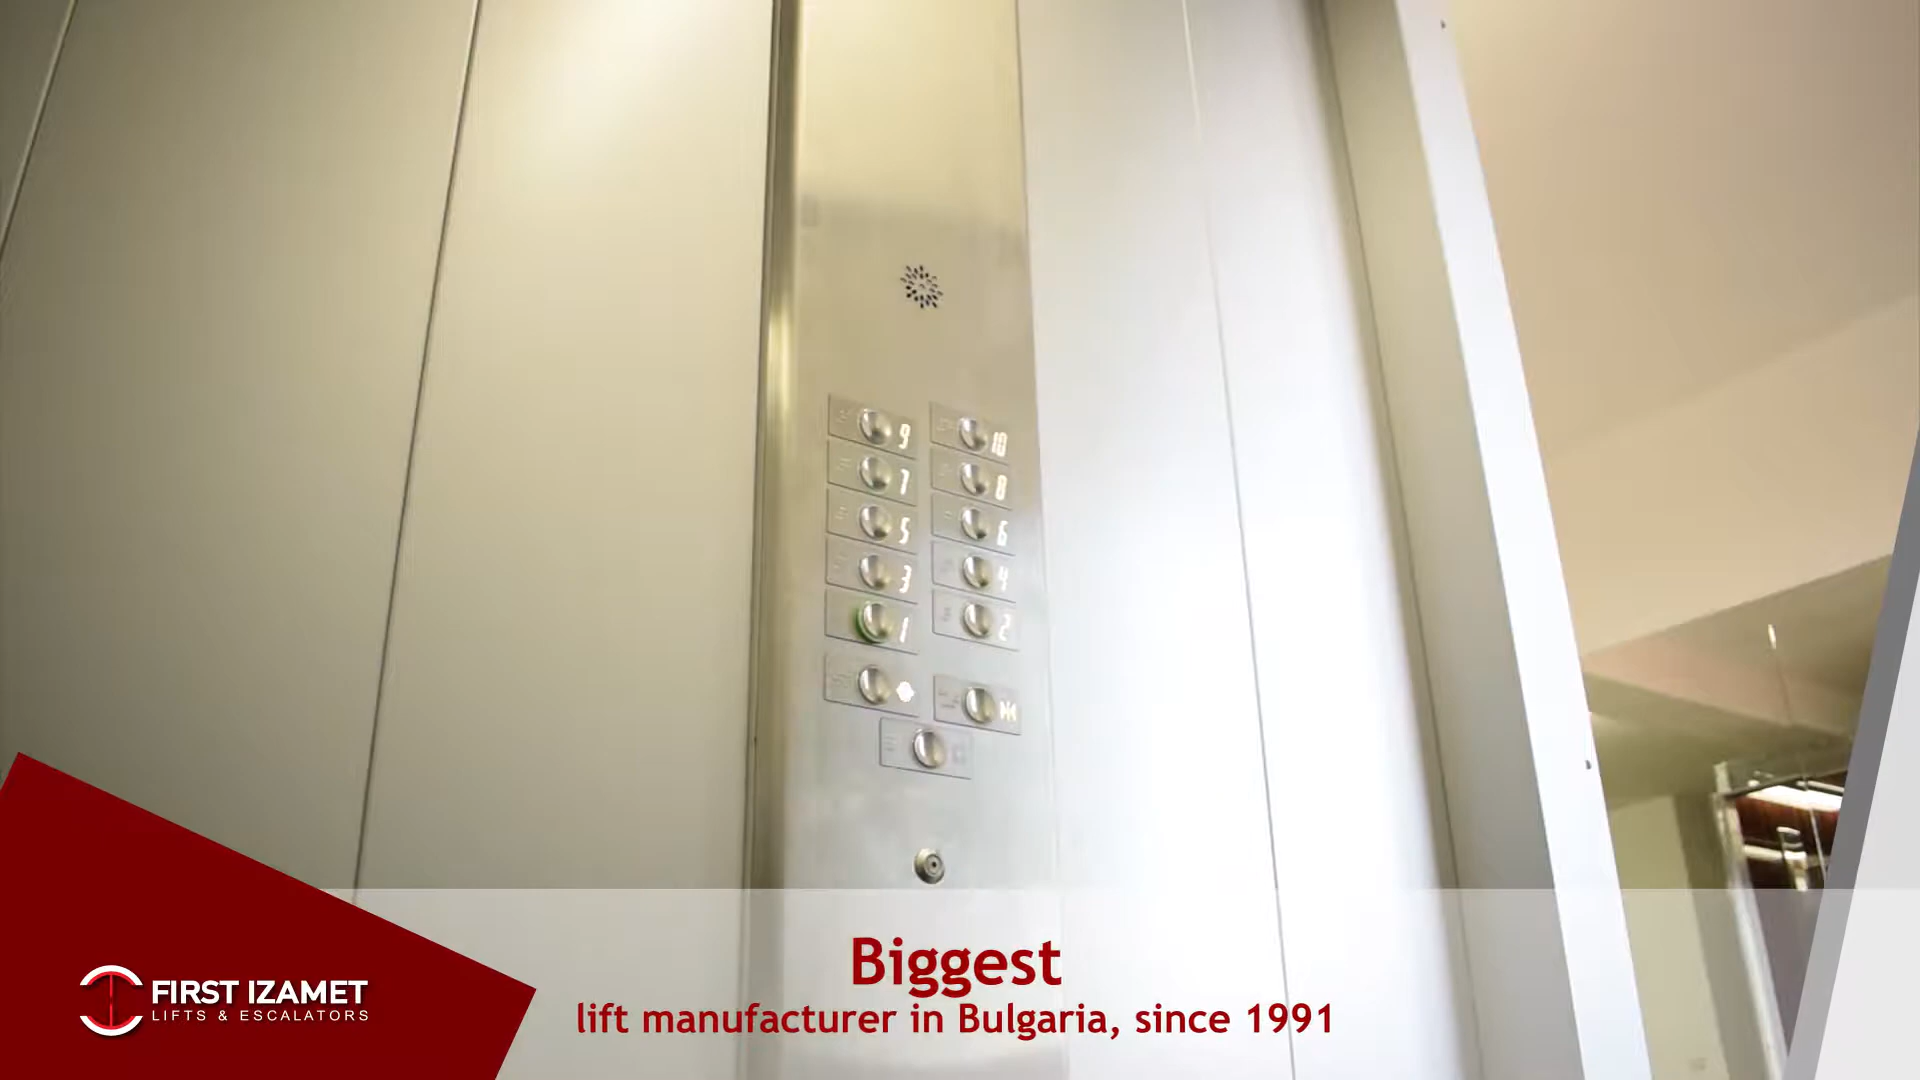 9 10
7 8
5 6
3 4
1 2
FIRST IZAMET
LIFTS & ESCALATORS
Biggest
lift manufacturer in Bulgaria, since 1991